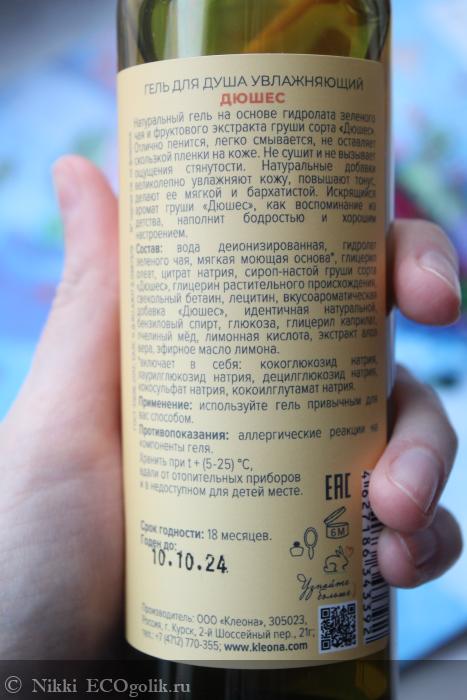 ГЕЛЬ ДЛЯ ДУША УВЛАЖНЯЮЩИЙ
ДЮШЕС
Натуральный гель на основе гидролата зеленого
чая и фруктового экстракта груши сорта «Дюшес».
Отлично пенится, легко смывается, не оставляет
скользкой пленки на коже. Не сушит и не вызывает
ощущения стянутости. Натуральные добавки
великолепно увлажняют кожу, повышают тонус,
делают ее мягкой и бархатистой. Искрящийся
аромат груши «Дюшес», как воспоминание из
детства, наполнит бодростью и хорошим
настроением.
Состав: вода деионизированная, гидролат
зеленого чая, мягкая моющая основа*, глицерил
олеат, цитрат натрия, сироп-настой груши сорта
«Дюшес», глицерин растительного происхождения,
свекольный бетаин, лецитин, вкусоароматическая
добавка «Дюшес», идентичная натуральной,
бензиловый спирт, глюкоза, глицерил каприлат,
пчелиный мёд, лимонная кислота, экстракт алоэ
вера, эфирное масло лимона.
*включает в себя: кокоглюкозид натрия,
лаурилглюкозид натрия, децилглюкозид натрия,
кокосульфат натрия, кокоилглутамат натрия.
Применение: используйте гель привычным для
вас способом.
Противопоказания: аллергические реакции на
компоненты геля.
Хранить при t + (5-25) °C,
вдали от отопительных приборов
и в недоступном для детей месте.
EAC
6М
Срок годности: 18 месяцев.
Годен до:
10.10.24
Узнайте
больше
Производитель: ООО «Клеона», 305023,
Россия, г. Курск, 2-й Шоссейный пер., 21г;
тел.: +7 (4712) 770-355; www.kleona.com
© Nikki ECOgolik.ru